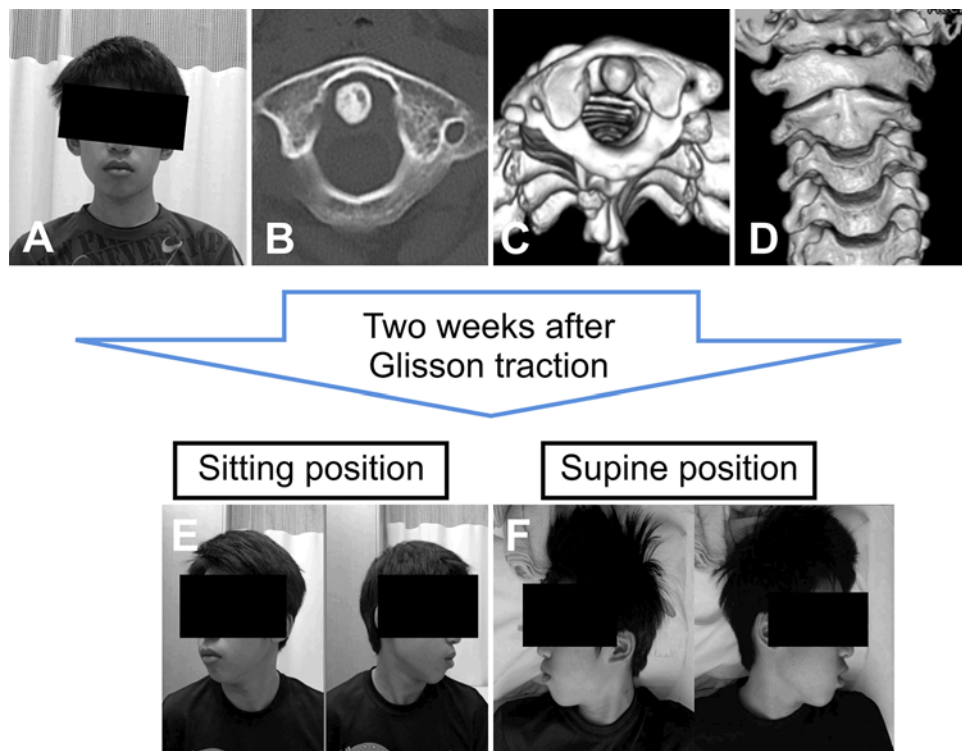 A
B
C
D
Two weeks after
Glisson traction
Sitting position
Supine position
E
F